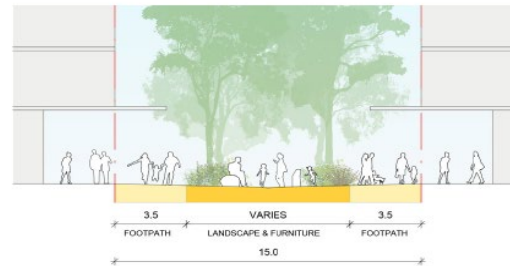 3.5 VARIES 3.5
FOOTPATH LANDSCAPE & FURNITURE FOOTPATH
15.0